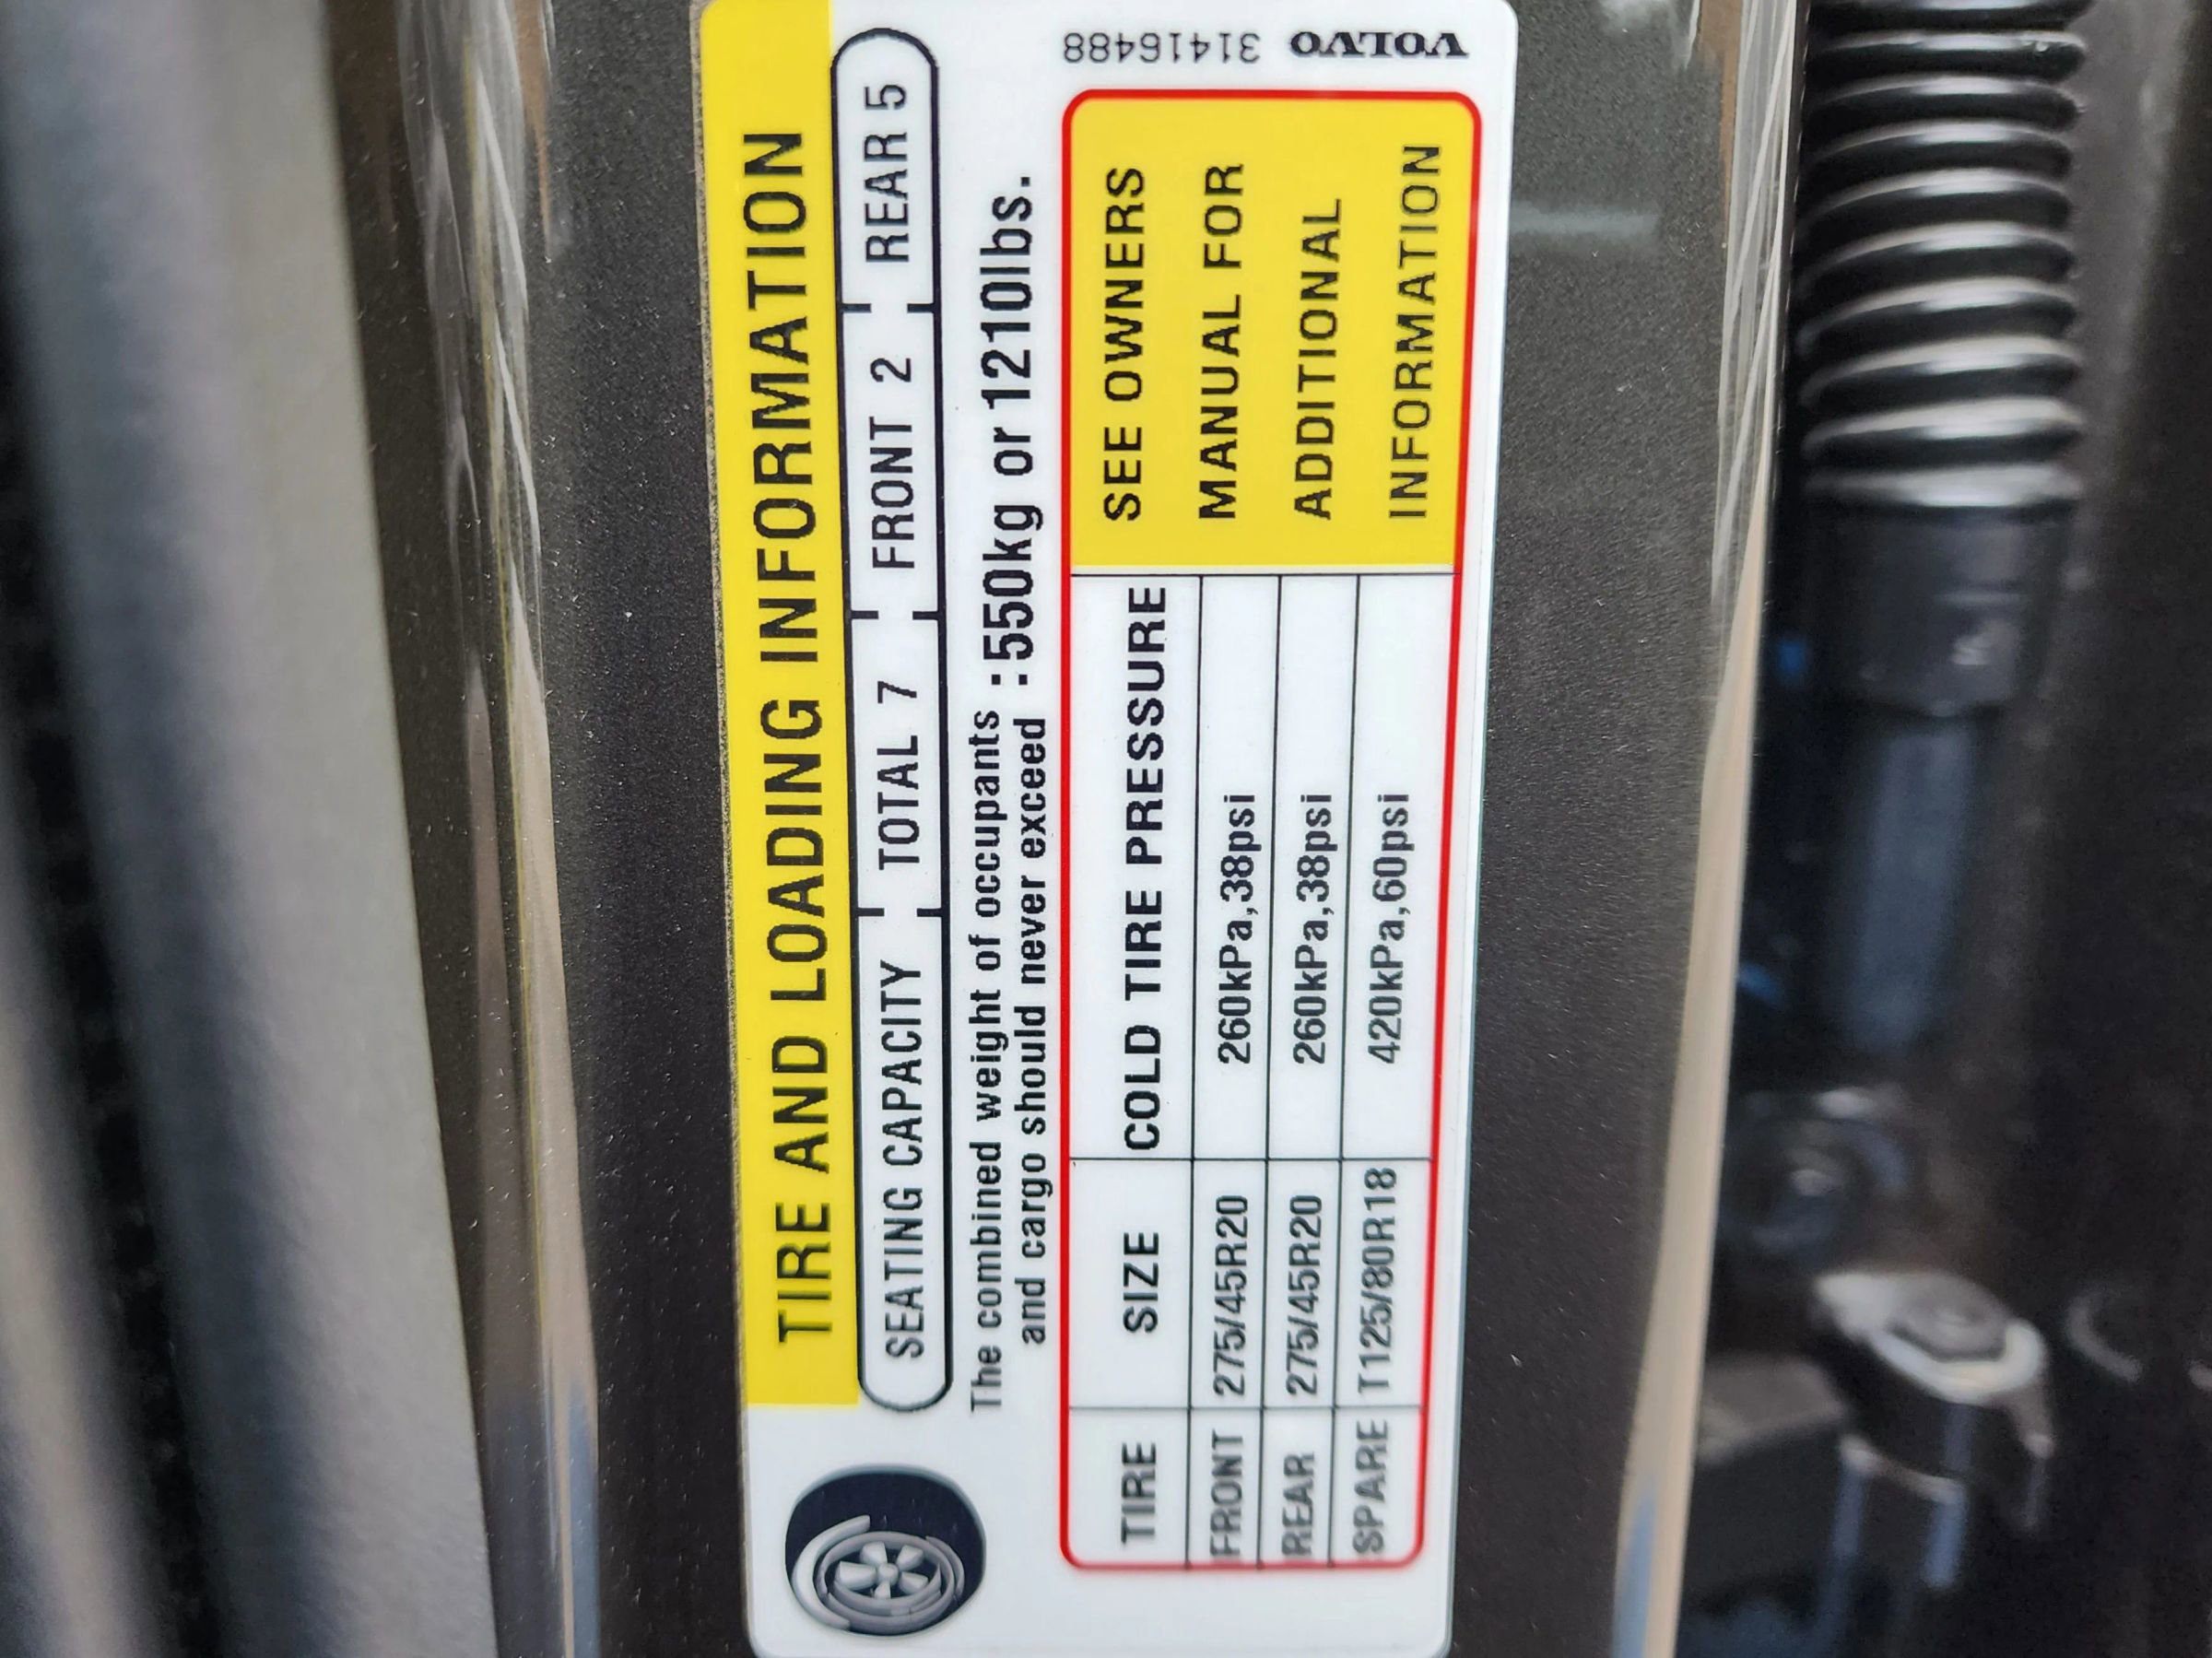 TIRE AND LOADING INFORMATION
SEATING CAPACITY TOTAL 7 FRONT 2 REAR 5
The combined weight of occupants :
and cargo should never exceed :550kg or 1210lbs.
TIRE SIZE COLD TIRE PRESSURE
FRONT 275/45R20 260kPa,38psi
REAR 275/45R20 260kPa,38psi
SPARE T125/80R18 420kPa,60psi
SEE OWNERS
MANUAL FOR
ADDITIONAL
INFORMATION
VOLVO 31416488